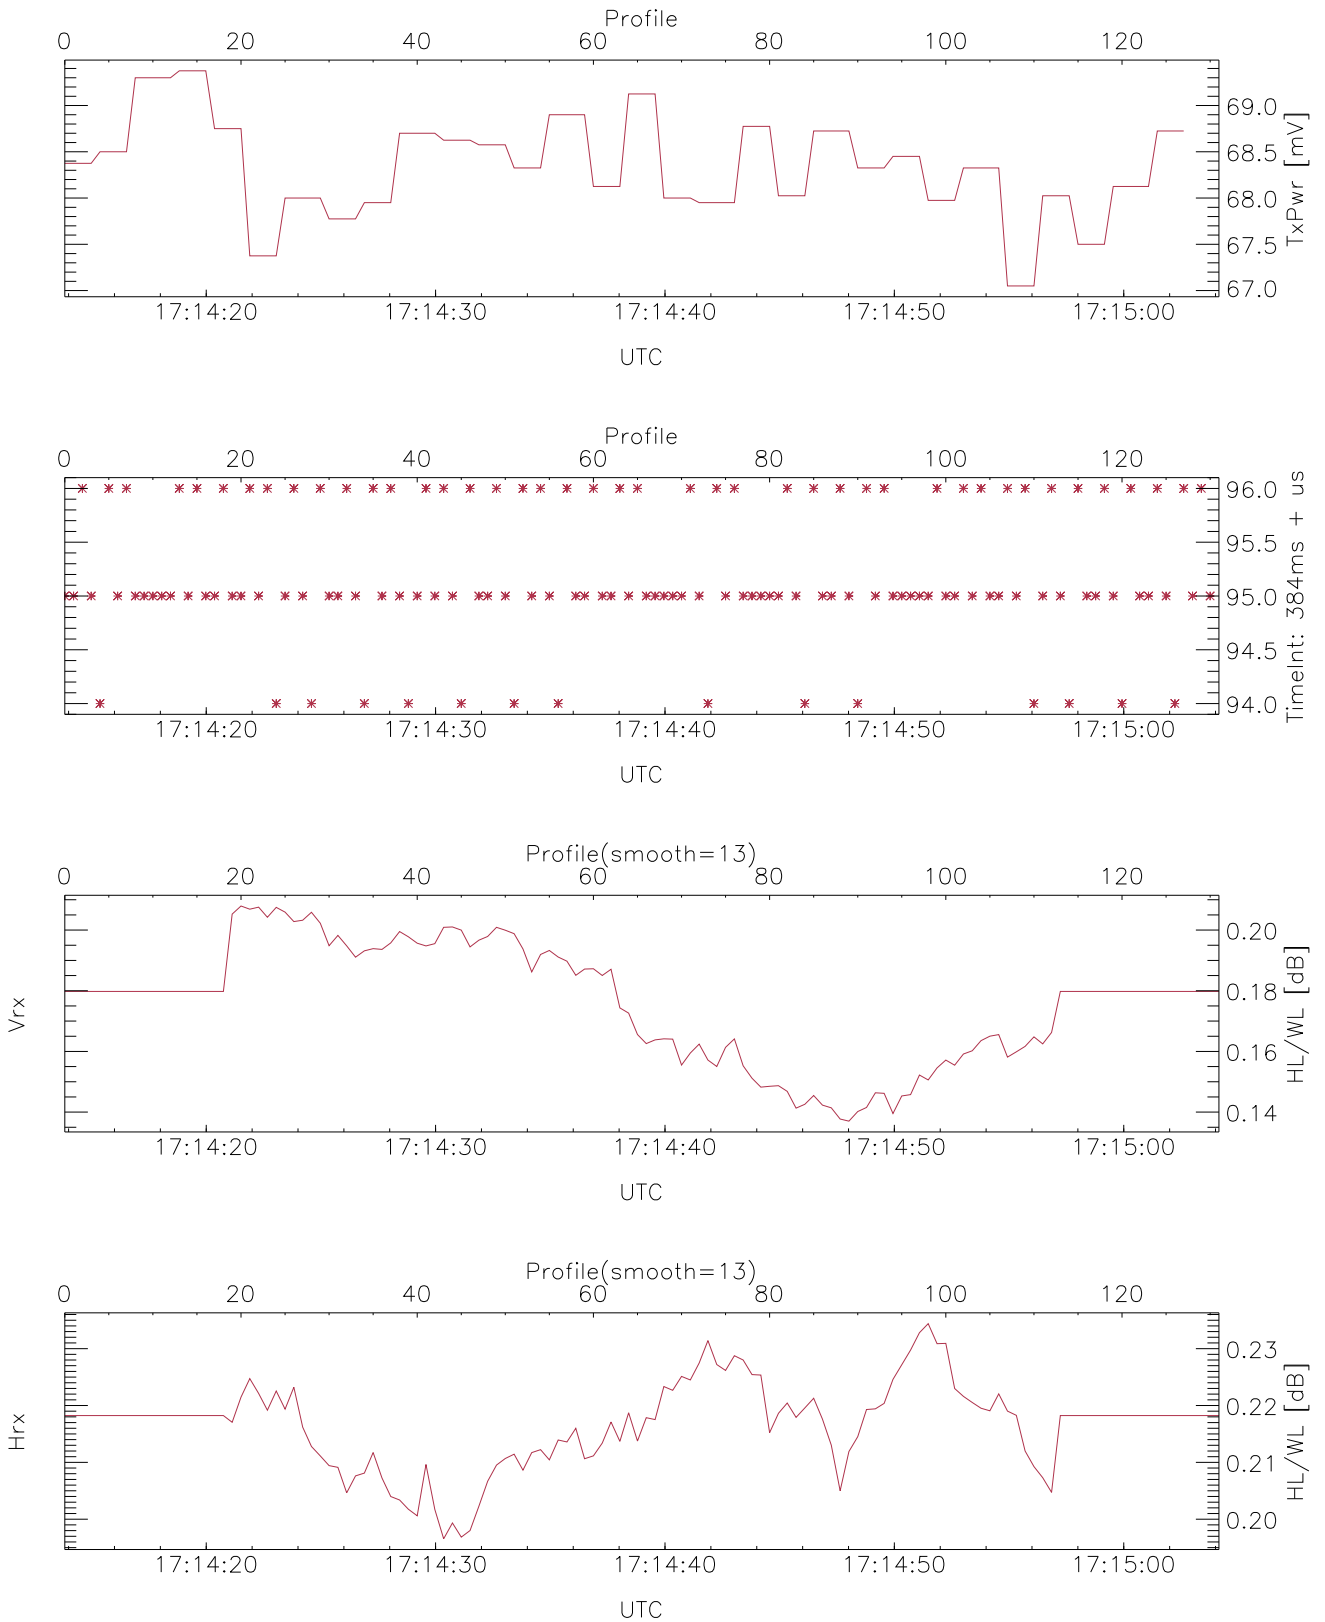 Profile
0 20 40 60 80 100 120
69.0
68.5
68.0
67.5
67.0
TxPwr [mV]
17:14:20 17:14:30 17:14:40 17:14:50 17:15:00
UTC
Profile
0 20 40 60 80 100 120
96.0
95.5
95.0
94.5
94.0
TimeInt: 384ms + us
17:14:20 17:14:30 17:14:40 17:14:50 17:15:00
UTC
Profile(smooth=13)
0 20 40 60 80 100 120
Vrx
0.20
0.18
0.16
0.14
HL/WL [dB]
17:14:20 17:14:30 17:14:40 17:14:50 17:15:00
UTC
Profile(smooth=13)
0 20 40 60 80 100 120
Hrx
0.23
0.22
0.21
0.20
HL/WL [dB]
17:14:20 17:14:30 17:14:40 17:14:50 17:15:00
UTC